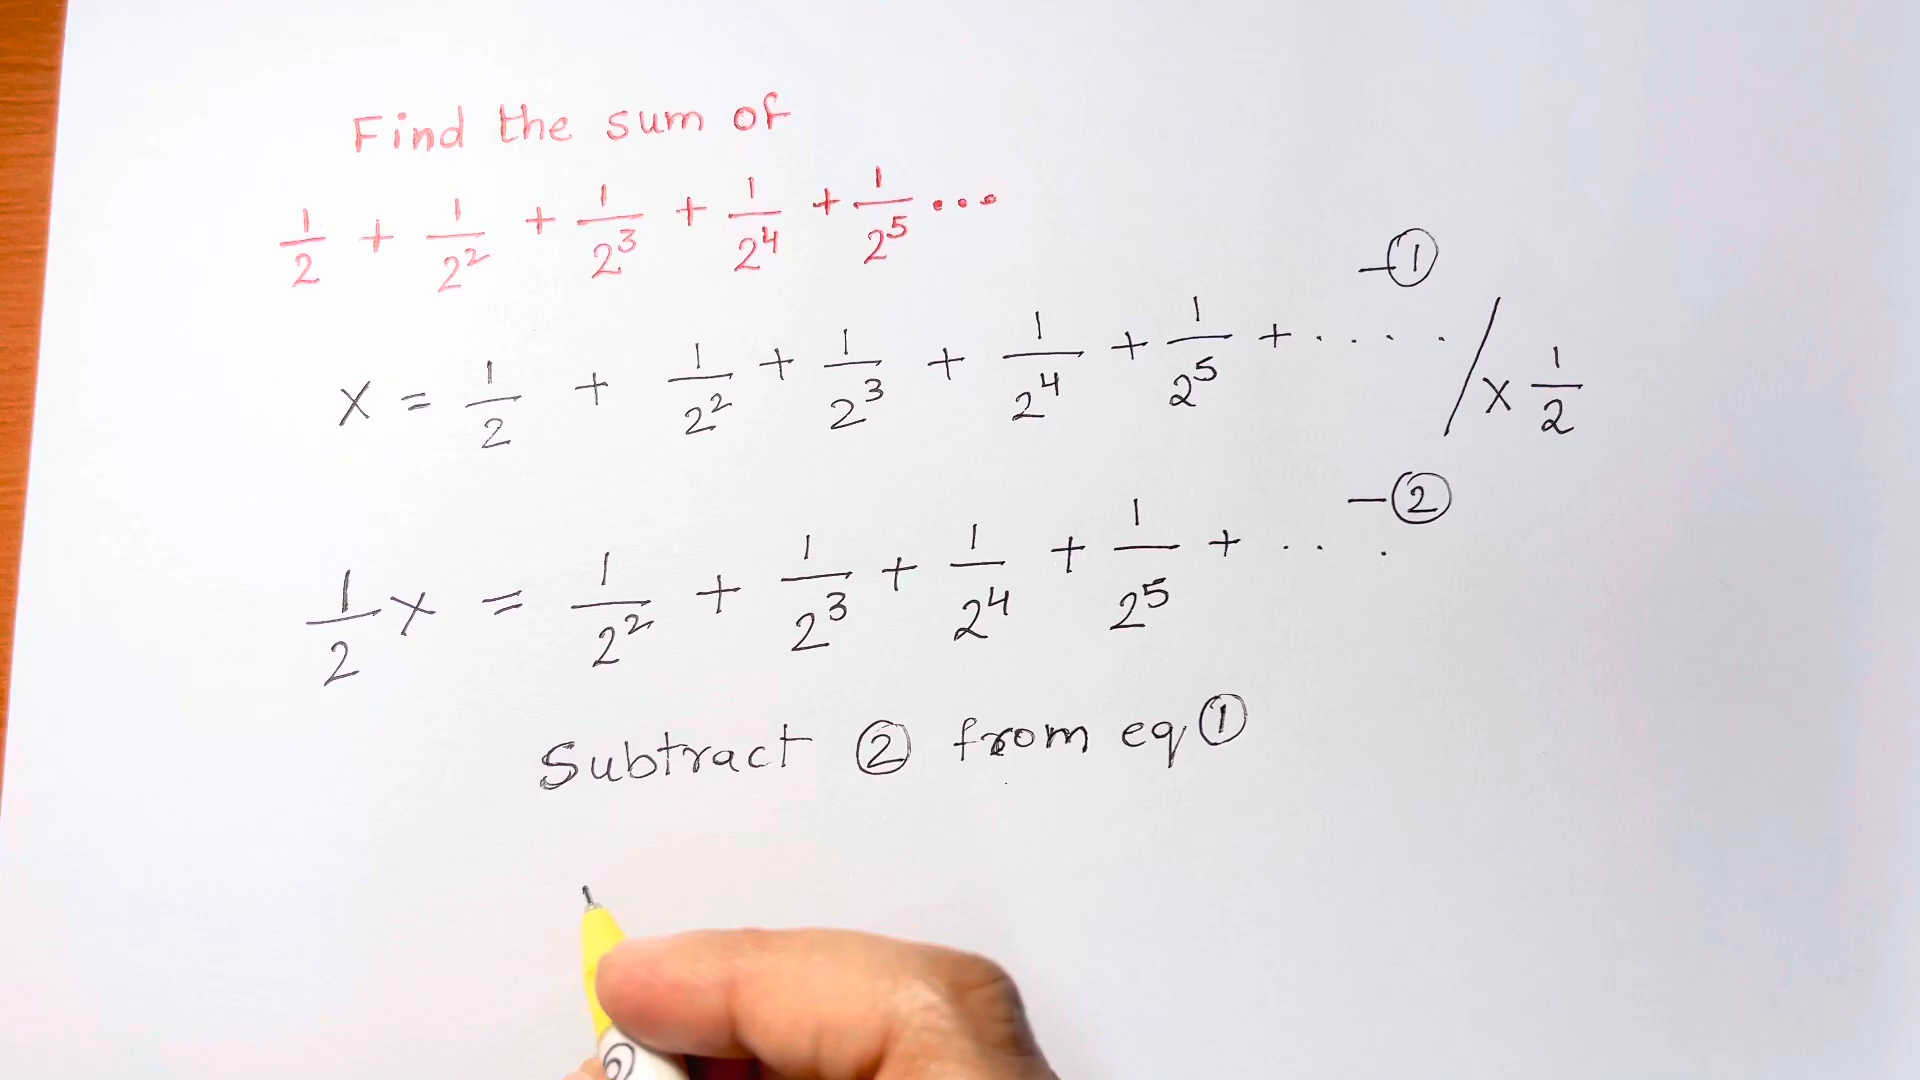 Find the sum of
1/2 + 1/2² + 1/2³ + 1/2⁴ + 1/2⁵ ...
x = 1/2 + 1/2² + 1/2³ + 1/2⁴ + 1/2⁵ + ..... / x 1/2 —①
1/2 x = 1/2² + 1/2³ + 1/2⁴ + 1/2⁵ + ... —②
Subtract ② from eq ①